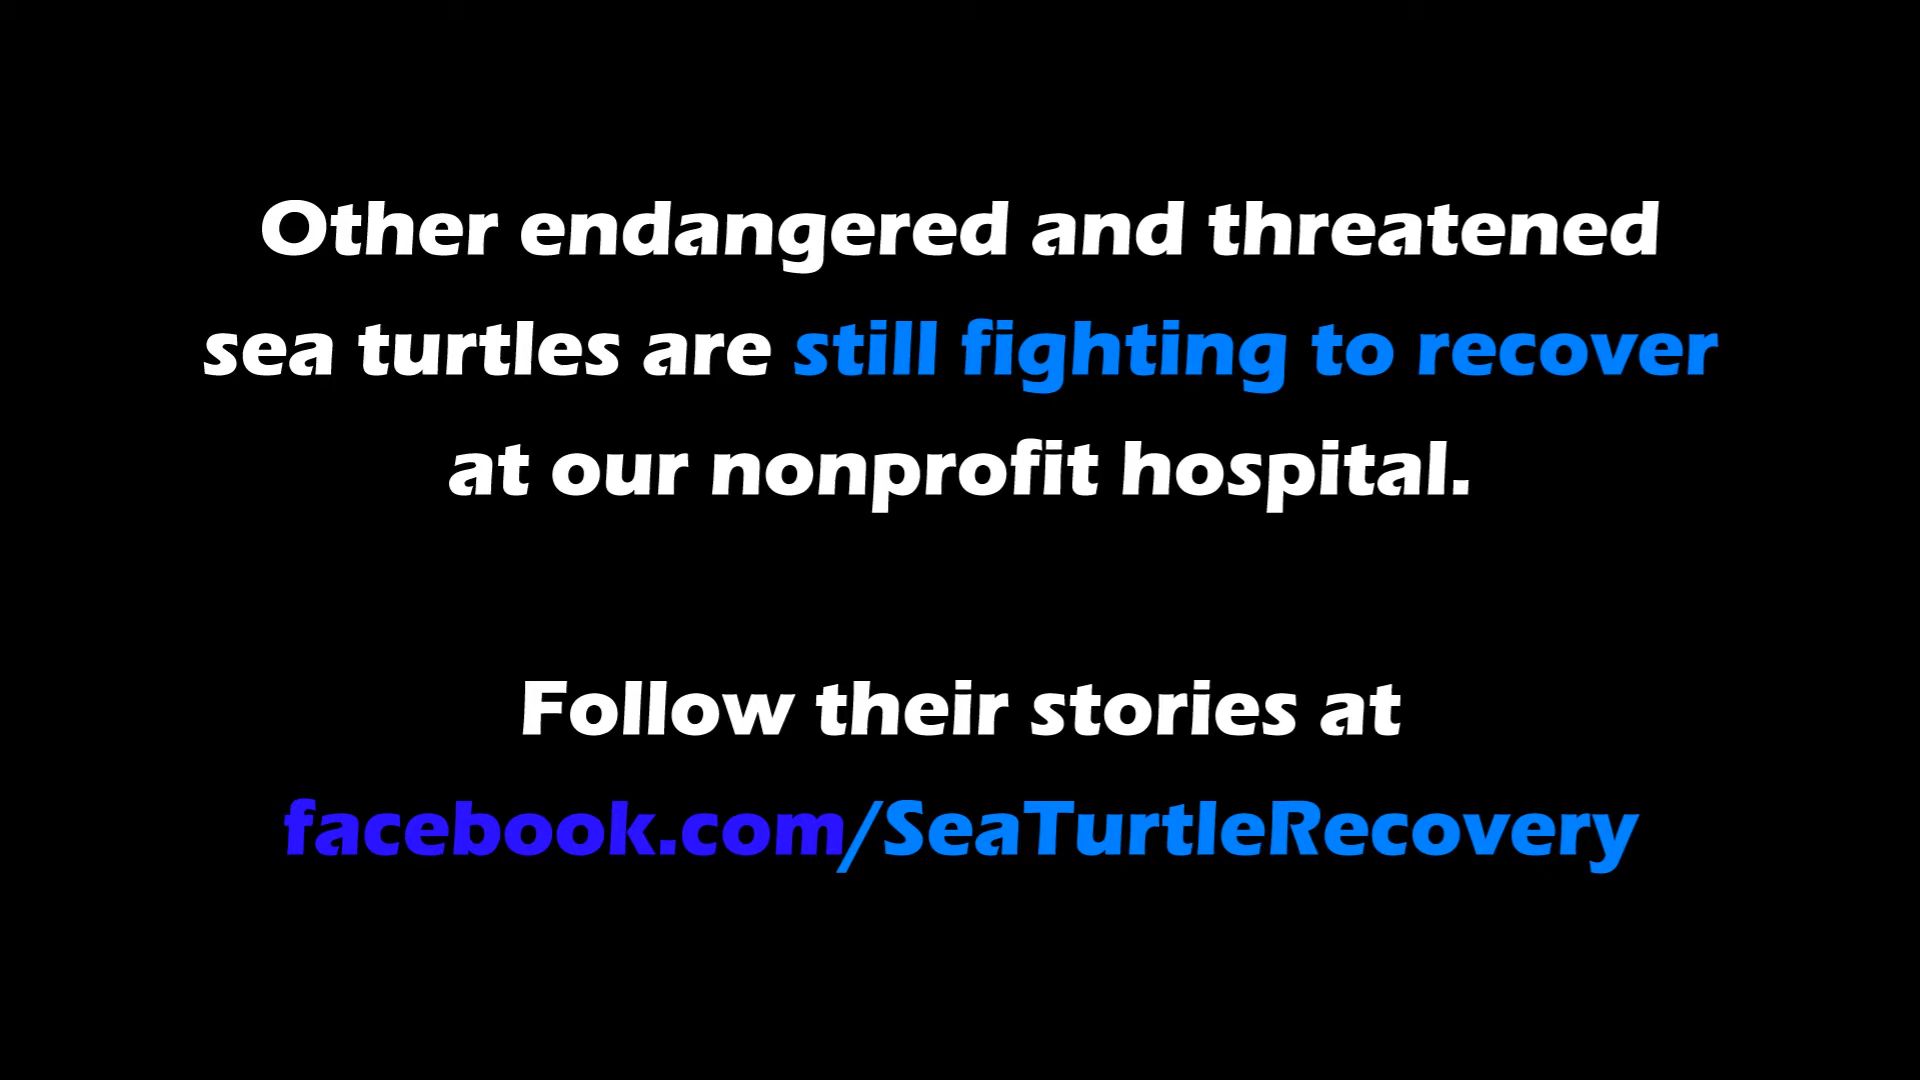 Other endangered and threatened
sea turtles are still fighting to recover
at our nonprofit hospital.
Follow their stories at
facebook.com/SeaTurtleRecovery